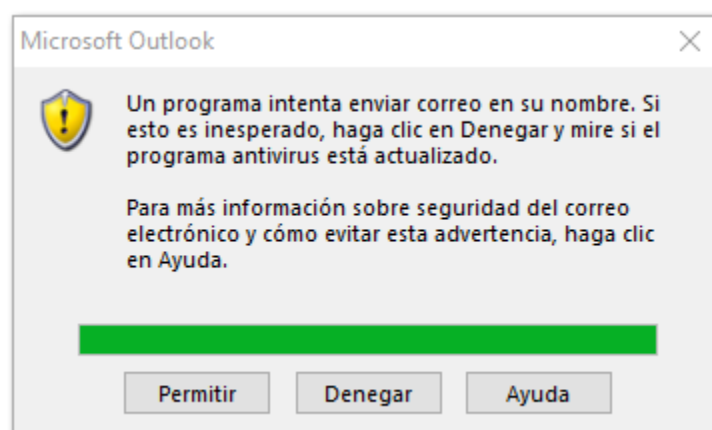 Microsoft Outlook
Un programa intenta enviar correo en su nombre. Si
esto es inesperado, haga clic en Denegar y mire si el
programa antivirus está actualizado.
Para más información sobre seguridad del correo
electrónico y cómo evitar esta advertencia, haga clic
en Ayuda.
Permitir Denegar Ayuda